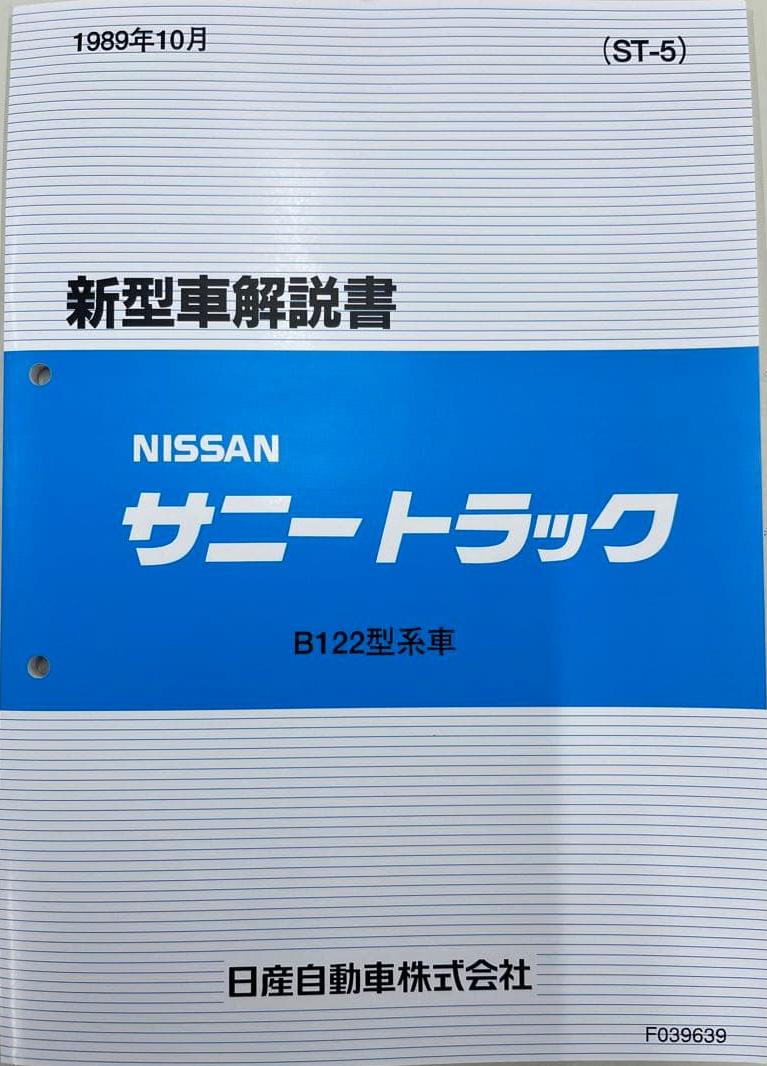 1989年10月
（ST-5）
新型車解説書
NISSAN
サニートラック
B122型系車
日産自動車株式会社
F039639